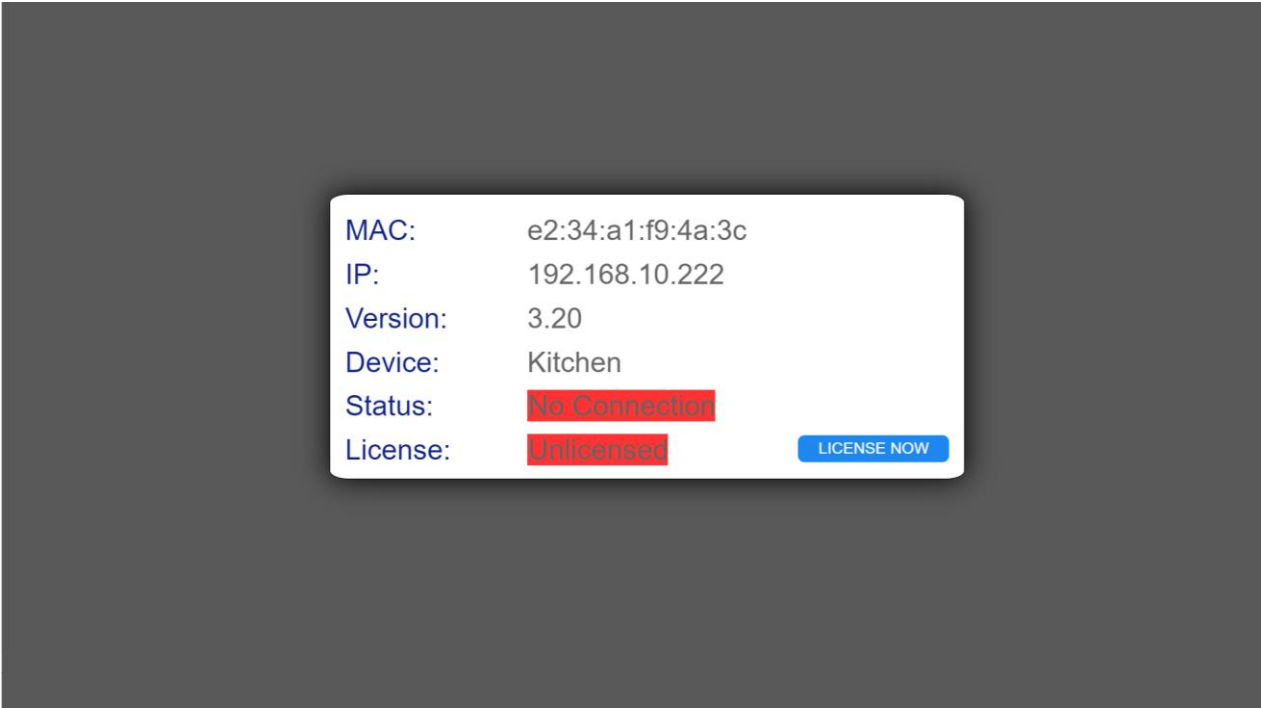 MAC: e2:34:a1:f9:4a:3c
IP: 192.168.10.222
Version: 3.20
Device: Kitchen
Status: No Connection
License: Unlicensed LICENSE NOW